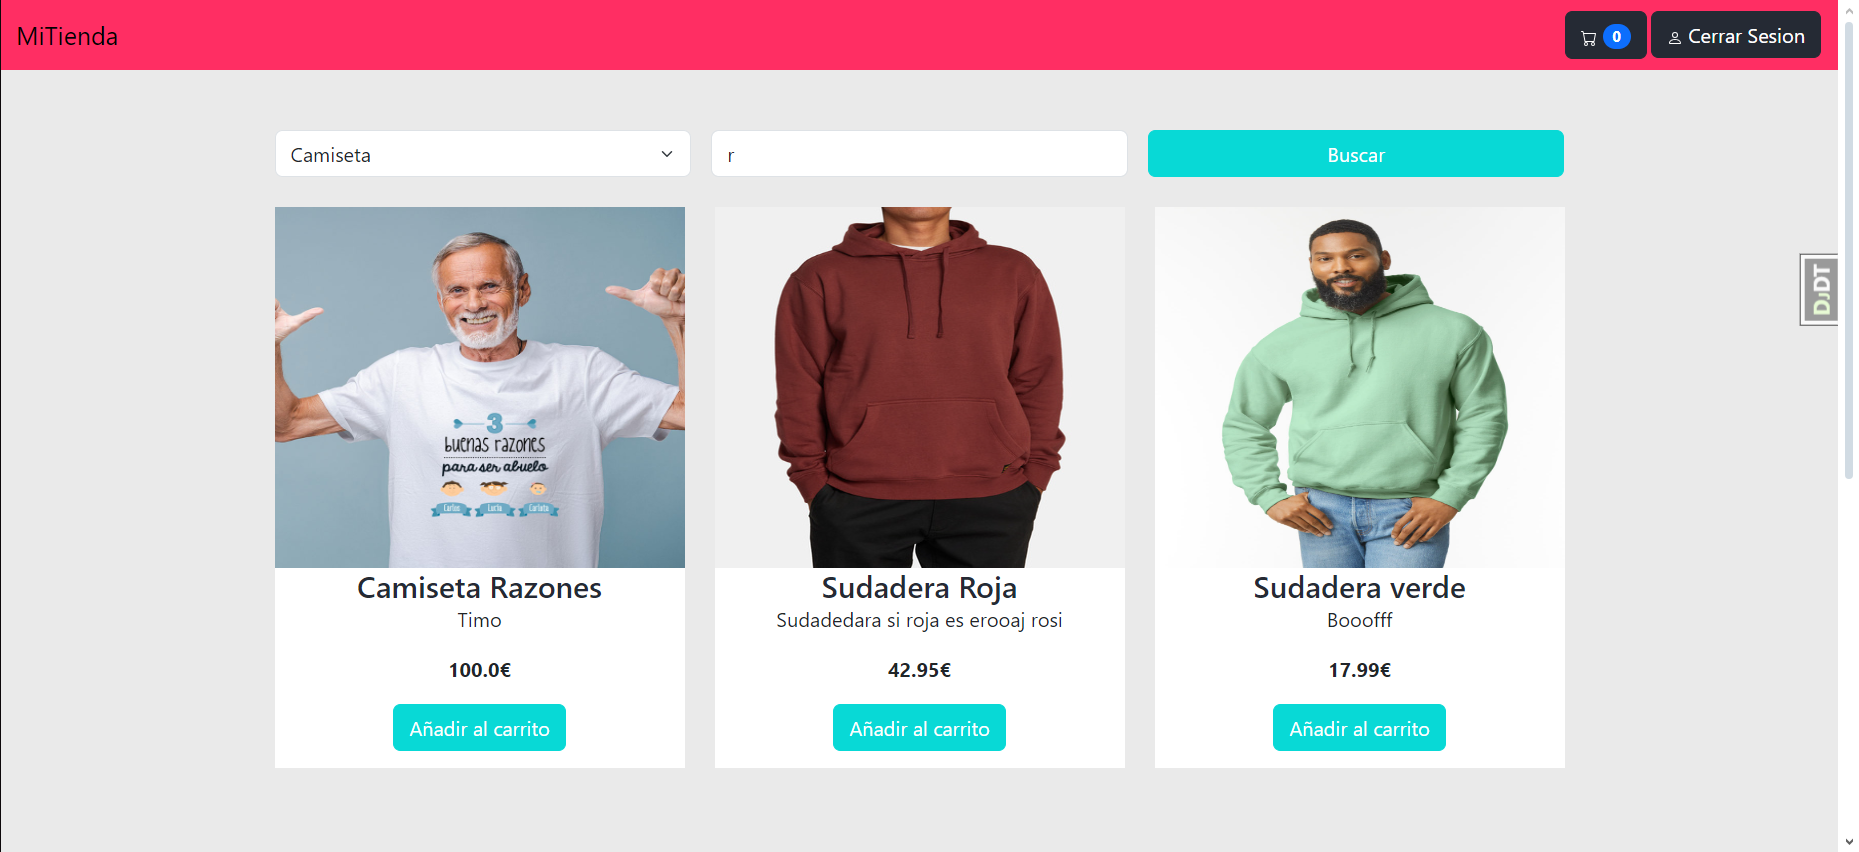 MiTienda
0
Cerrar Sesion
Camiseta
r
Buscar
DjDT
3
buenas razones
para ser abuelo
Carlos Lucía Carlota
Camiseta Razones
Timo
100.0€
Añadir al carrito
Sudadera Roja
Sudadedara si roja es erooaj rosi
42.95€
Añadir al carrito
Sudadera verde
Booofff
17.99€
Añadir al carrito